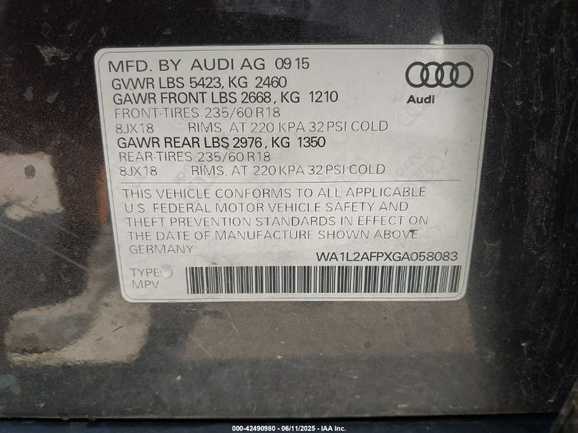 MFD. BY AUDI AG 09 15
GVWR LBS 5423, KG 2460
GAWR FRONT LBS 2668, KG 1210
FRONT-TIRES 235/60 R18
8JX18 RIMS, AT 220 KPA 32 PSI COLD
GAWR REAR LBS 2976, KG 1350
REAR-TIRES 235/60 R18
8JX18 RIMS, AT 220 KPA 32 PSI COLD
Audi
THIS VEHICLE CONFORMS TO ALL APPLICABLE
U.S. FEDERAL MOTOR VEHICLE SAFETY AND
THEFT PREVENTION STANDARDS IN EFFECT ON
THE DATE OF MANUFACTURE SHOWN ABOVE
GERMANY
WA1L2AFPXGA058083
TYPE:
MPV
000-42490980 - 06/11/2025 - IAA Inc.